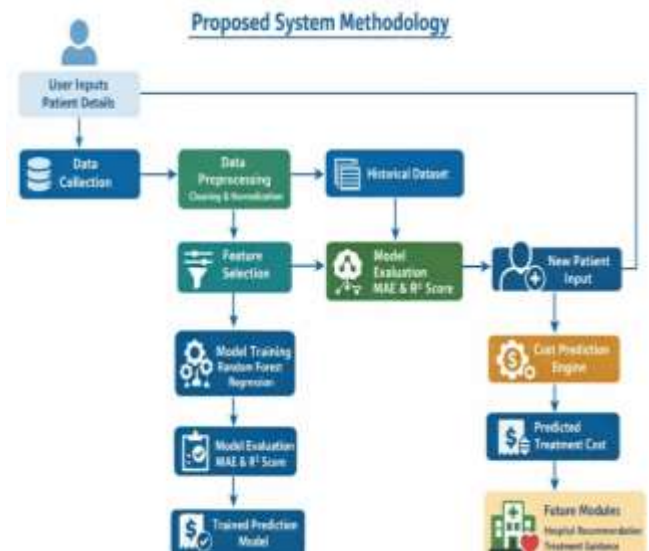 Proposed System Methodology
User Inputs
Patient Details
Data
Collection
Data
Preprocessing
Cleaning & Normalization
Historical Dataset
Feature
Selection
Model
Evaluation
MAE & R² Score
New Patient
Input
Model Training
Random Forest
Regression
Cost Prediction
Engine
Model Evaluation
MAE & R² Score
Predicted
Treatment Cost
Trained Prediction
Model
Future Modules
Hospital Recommendation
Treatment Guidance